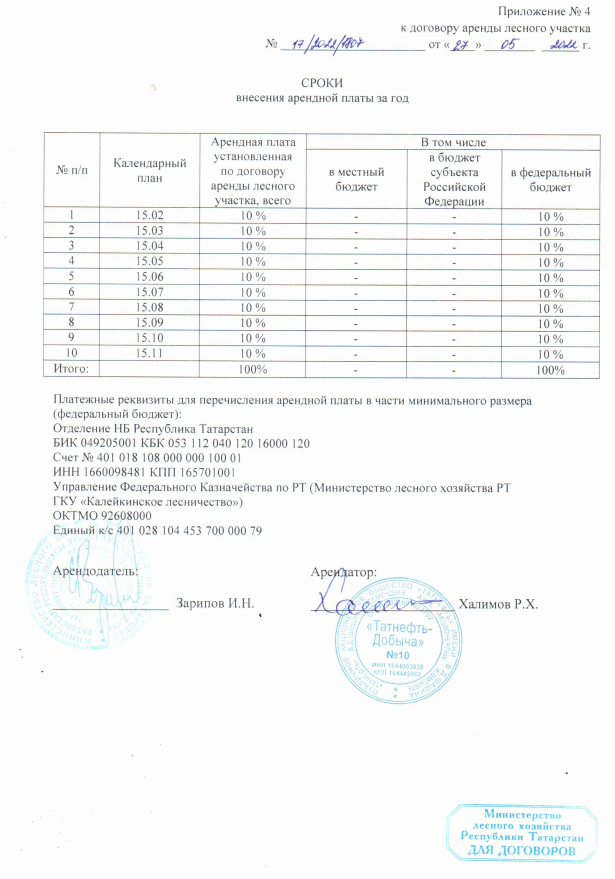 Приложение № 4
к договору аренды лесного участка
№ 17/2022/1807 от «27» 05 2022 г.
СРОКИ
внесения арендной платы за год
№ п/п | Календарный план | Арендная плата установленная по договору аренды лесного участка, всего | В том числе
в местный бюджет | в бюджет субъекта Российской Федерации | в федеральный бюджет
1 | 15.02 | 10 % | - | - | 10 %
2 | 15.03 | 10 % | - | - | 10 %
3 | 15.04 | 10 % | - | - | 10 %
4 | 15.05 | 10 % | - | - | 10 %
5 | 15.06 | 10 % | - | - | 10 %
6 | 15.07 | 10 % | - | - | 10 %
7 | 15.08 | 10 % | - | - | 10 %
8 | 15.09 | 10 % | - | - | 10 %
9 | 15.10 | 10 % | - | - | 10 %
10 | 15.11 | 10 % | - | - | 10 %
Итого: | 100% | - | - | 100%
Платежные реквизиты для перечисления арендной платы в части минимального размера
(федеральный бюджет):
Отделение НБ Республика Татарстан
БИК 049205001 КБК 053 112 040 120 16000 120
Счет № 401 018 108 000 000 100 01
ИНН 1660098481 КПП 165701001
Управление Федерального Казначейства по РТ (Министерство лесного хозяйства РТ
ГКУ «Калейкинское лесничество»)
ОКТМО 92608000
Единый к/с 401 028 104 453 700 000 79
Арендодатель: Арендатор:
Зарипов И.Н. Халимов Р.Х.
«Татнефть-
Добыча»
№10
Министерство
лесного хозяйства
Республики Татарстан
ДЛЯ ДОГОВОРОВ